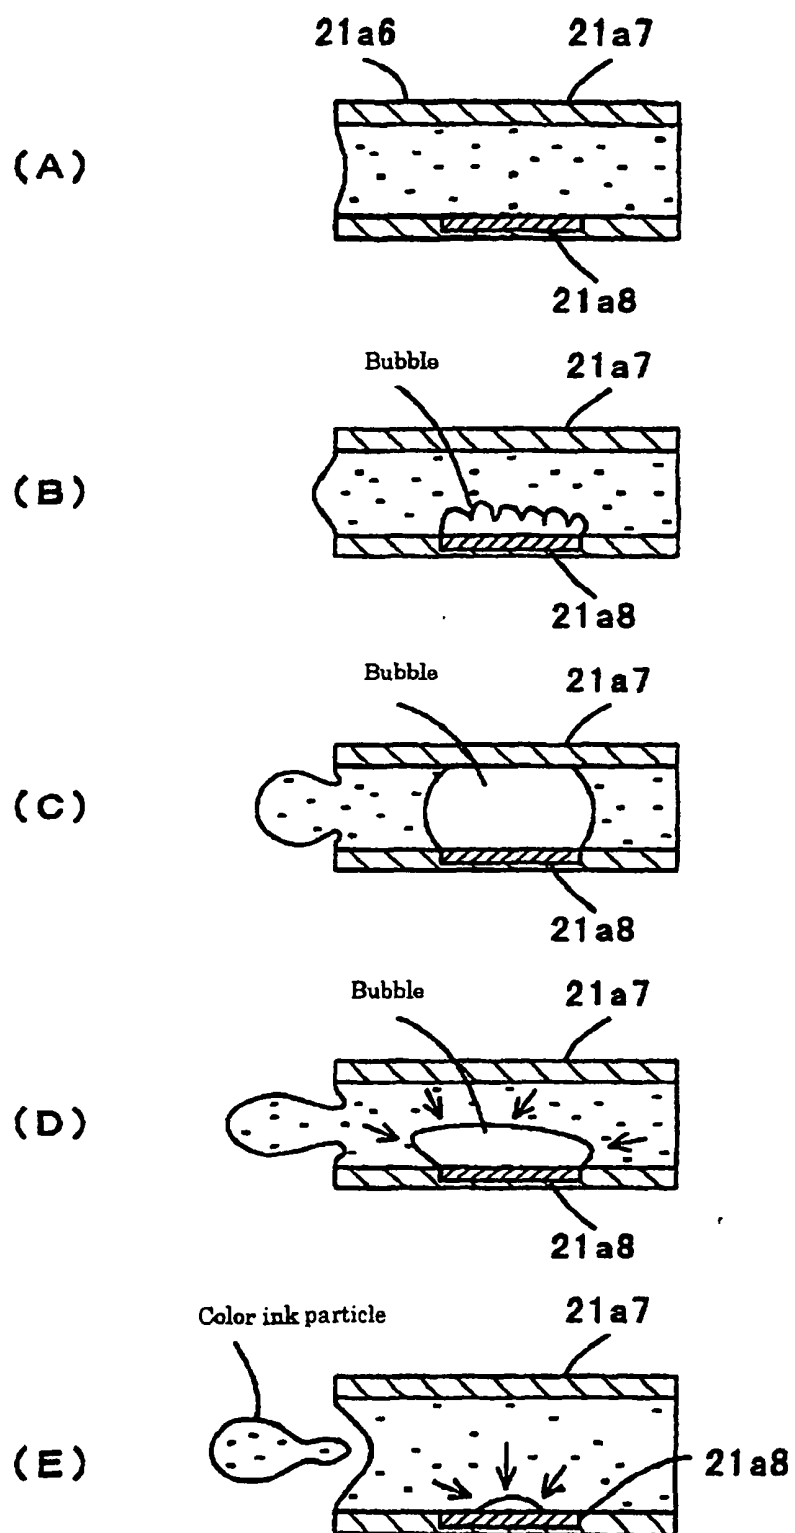 21a6 21a7
(A)
21a8
Bubble 21a7
(B)
21a8
Bubble 21a7
(C)
21a8
Bubble 21a7
(D)
21a8
Color ink particle 21a7
(E) 21a8